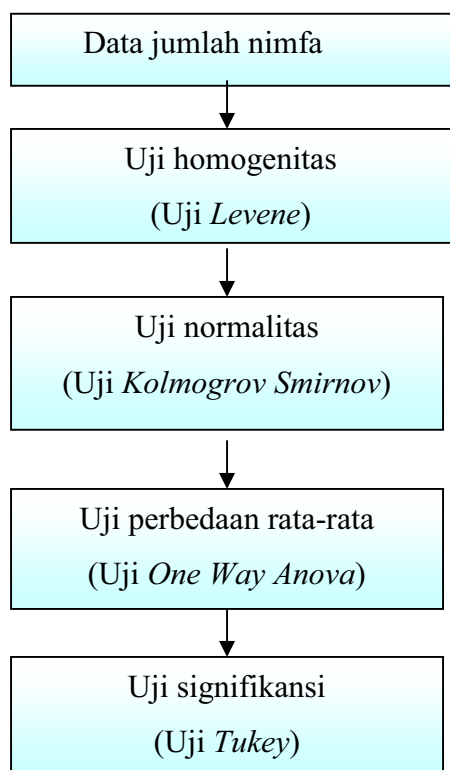 Data jumlah nimfa
Uji homogenitas
(Uji Levene)
Uji normalitas
(Uji Kolmogrov Smirnov)
Uji perbedaan rata-rata
(Uji One Way Anova)
Uji signifikansi
(Uji Tukey)